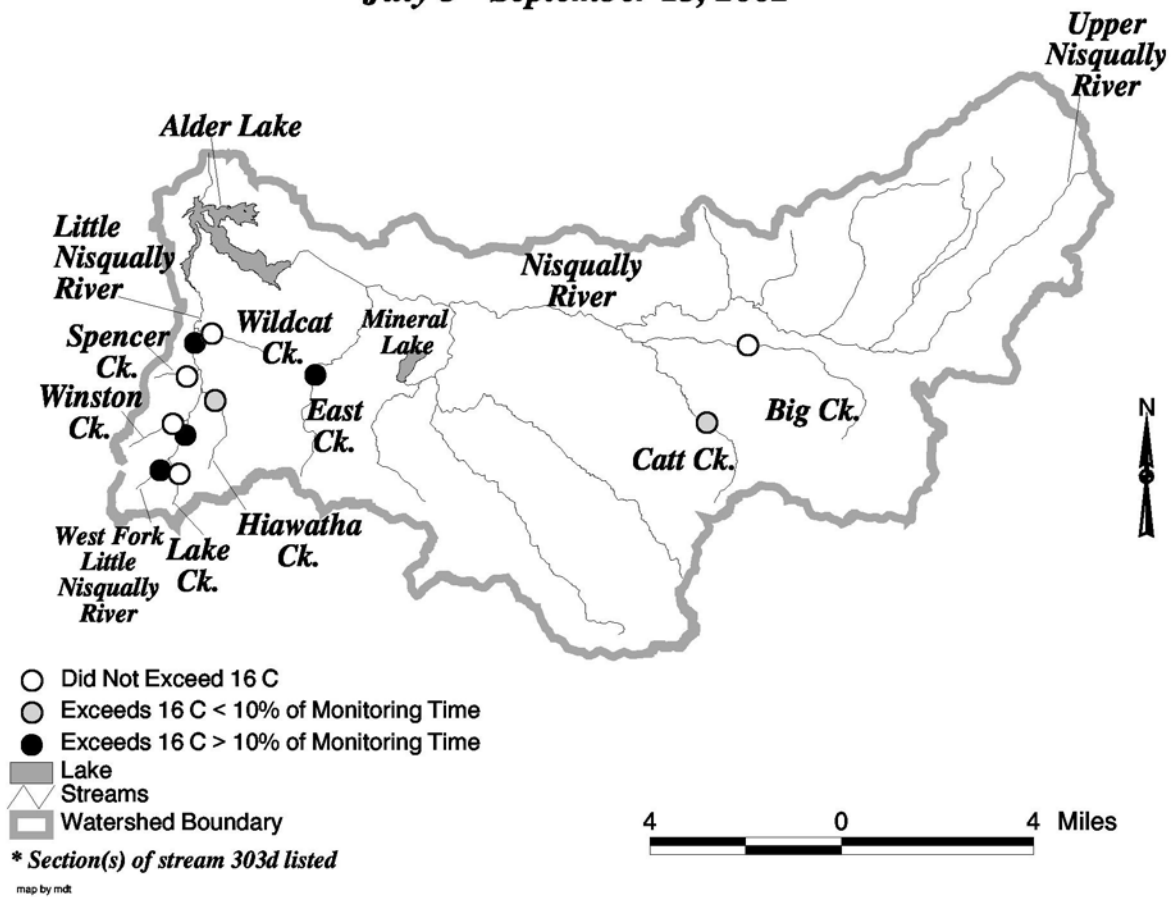 Upper
Nisqually
River
Alder Lake
Little
Nisqually
River
Nisqually
River
Wildcat
Ck.
Mineral
Lake
Spencer
Ck.
Winston
Ck.
East
Ck.
Big Ck.
Catt Ck.
N
West Fork
Little
Nisqually
River
Lake
Ck.
Hiawatha
Ck.
Did Not Exceed 16 C
Exceeds 16 C < 10% of Monitoring Time
Exceeds 16 C > 10% of Monitoring Time
Lake
Streams
Watershed Boundary
4 0 4 Miles
* Section(s) of stream 303d listed
map by mdt